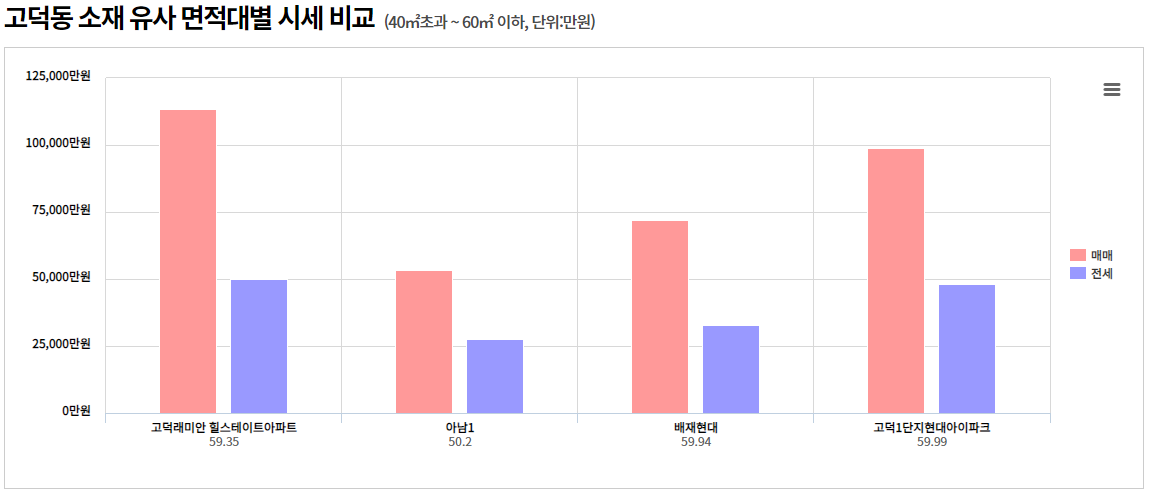 고덕동 소재 유사 면적대별 시세 비교 (40㎡초과 ~ 60㎡ 이하, 단위:만원)
125,000만원
100,000만원
75,000만원
50,000만원
25,000만원
0만원
매매
전세
고덕래미안 힐스테이트아파트
59.35
아남1
50.2
배재현대
59.94
고덕1단지현대아이파크
59.99